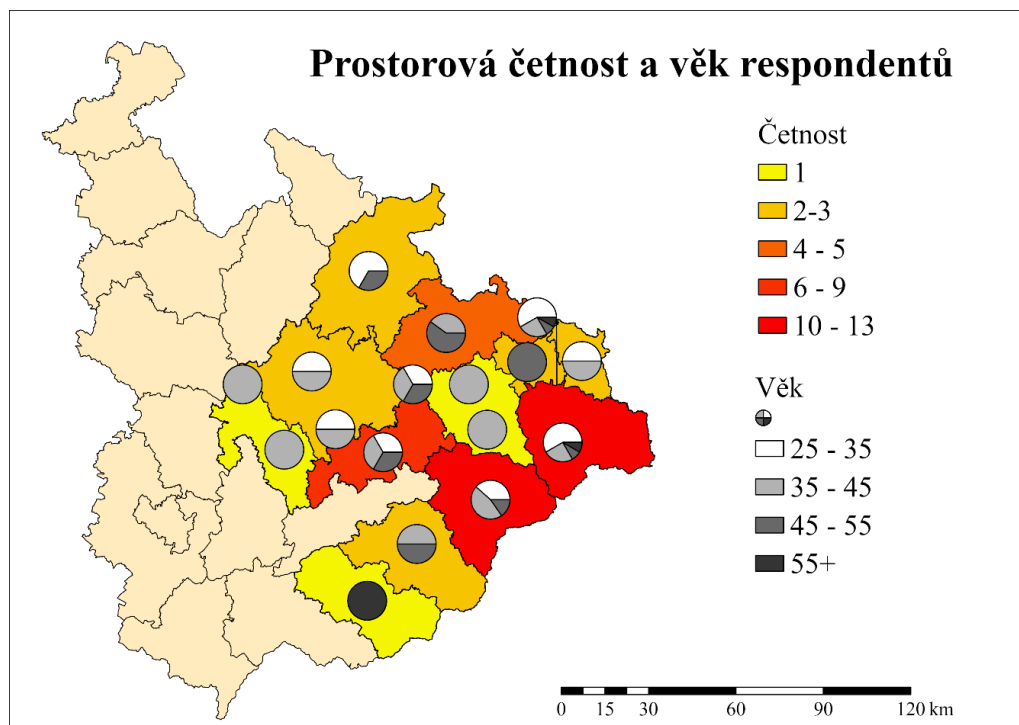 Prostorová četnost a věk respondentů
Četnost
1
2-3
4 - 5
6 - 9
10 - 13
Věk
25 - 35
35 - 45
45 - 55
55+
0 15 30 60 90 120 km